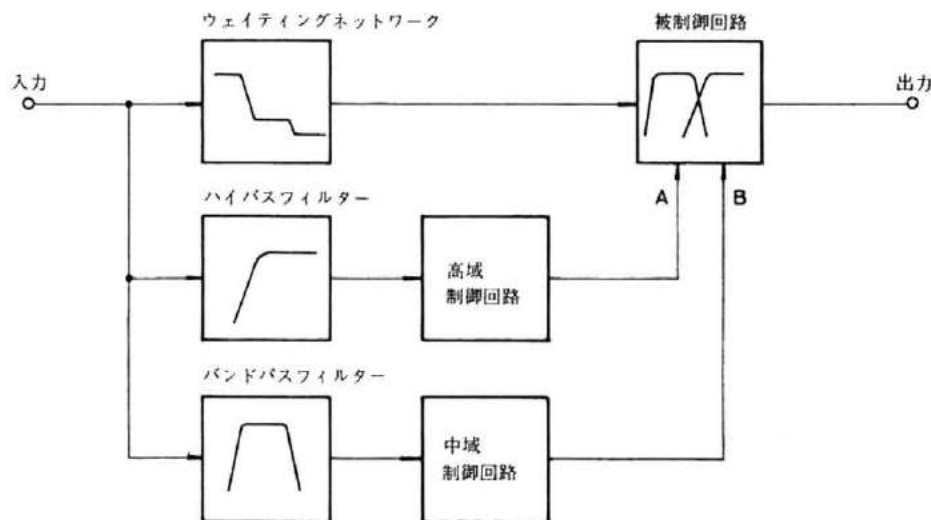 ウェイティングネットワーク
被制御回路
入力
出力
A
B
ハイパスフィルター
高域
制御回路
バンドパスフィルター
中域
制御回路